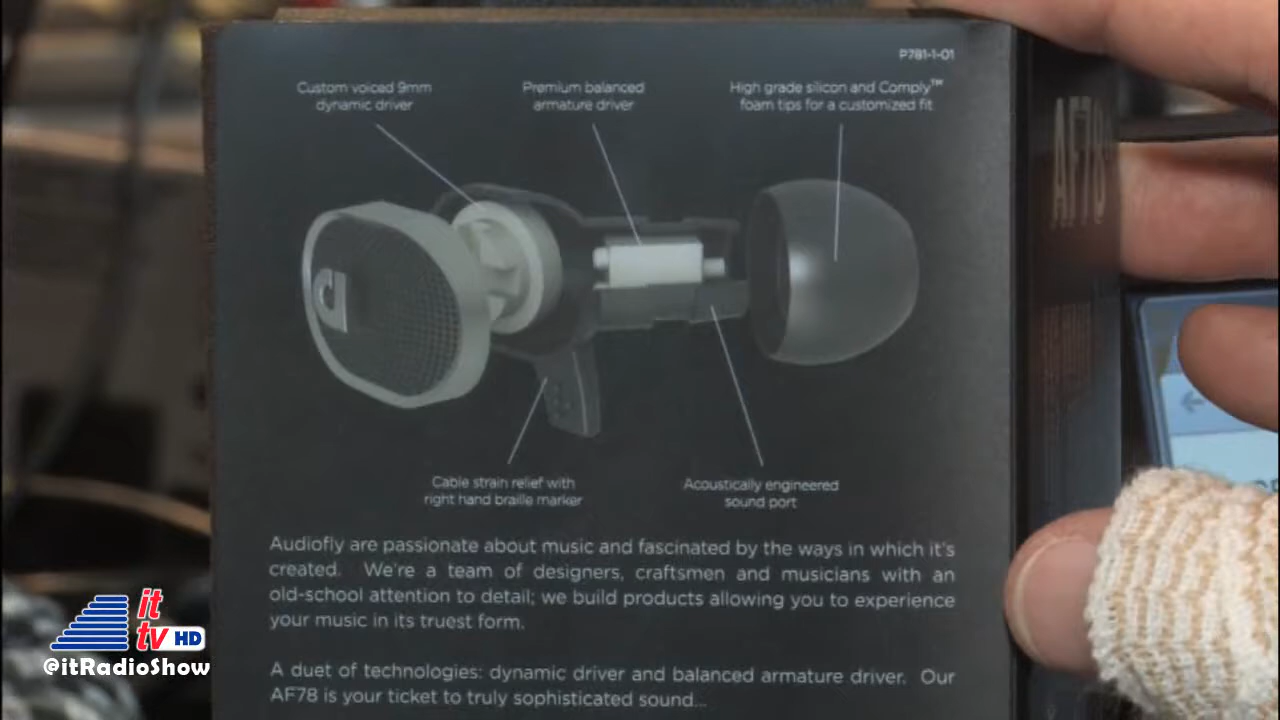 P781-1-01
Custom voiced 9mm
dynamic driver
Premium balanced
armature driver
High grade silicon and Comply™
foam tips for a customized fit
AF78
Cable strain relief with
right hand braille marker
Acoustically engineered
sound port
Audiofly are passionate about music and fascinated by the ways in which it's
created. We're a team of designers, craftsmen and musicians with an
old-school attention to detail; we build products allowing you to experience
your music in its truest form.
A duet of technologies: dynamic driver and balanced armature driver. Our
AF78 is your ticket to truly sophisticated sound...
it
tv HD
@itRadioShow